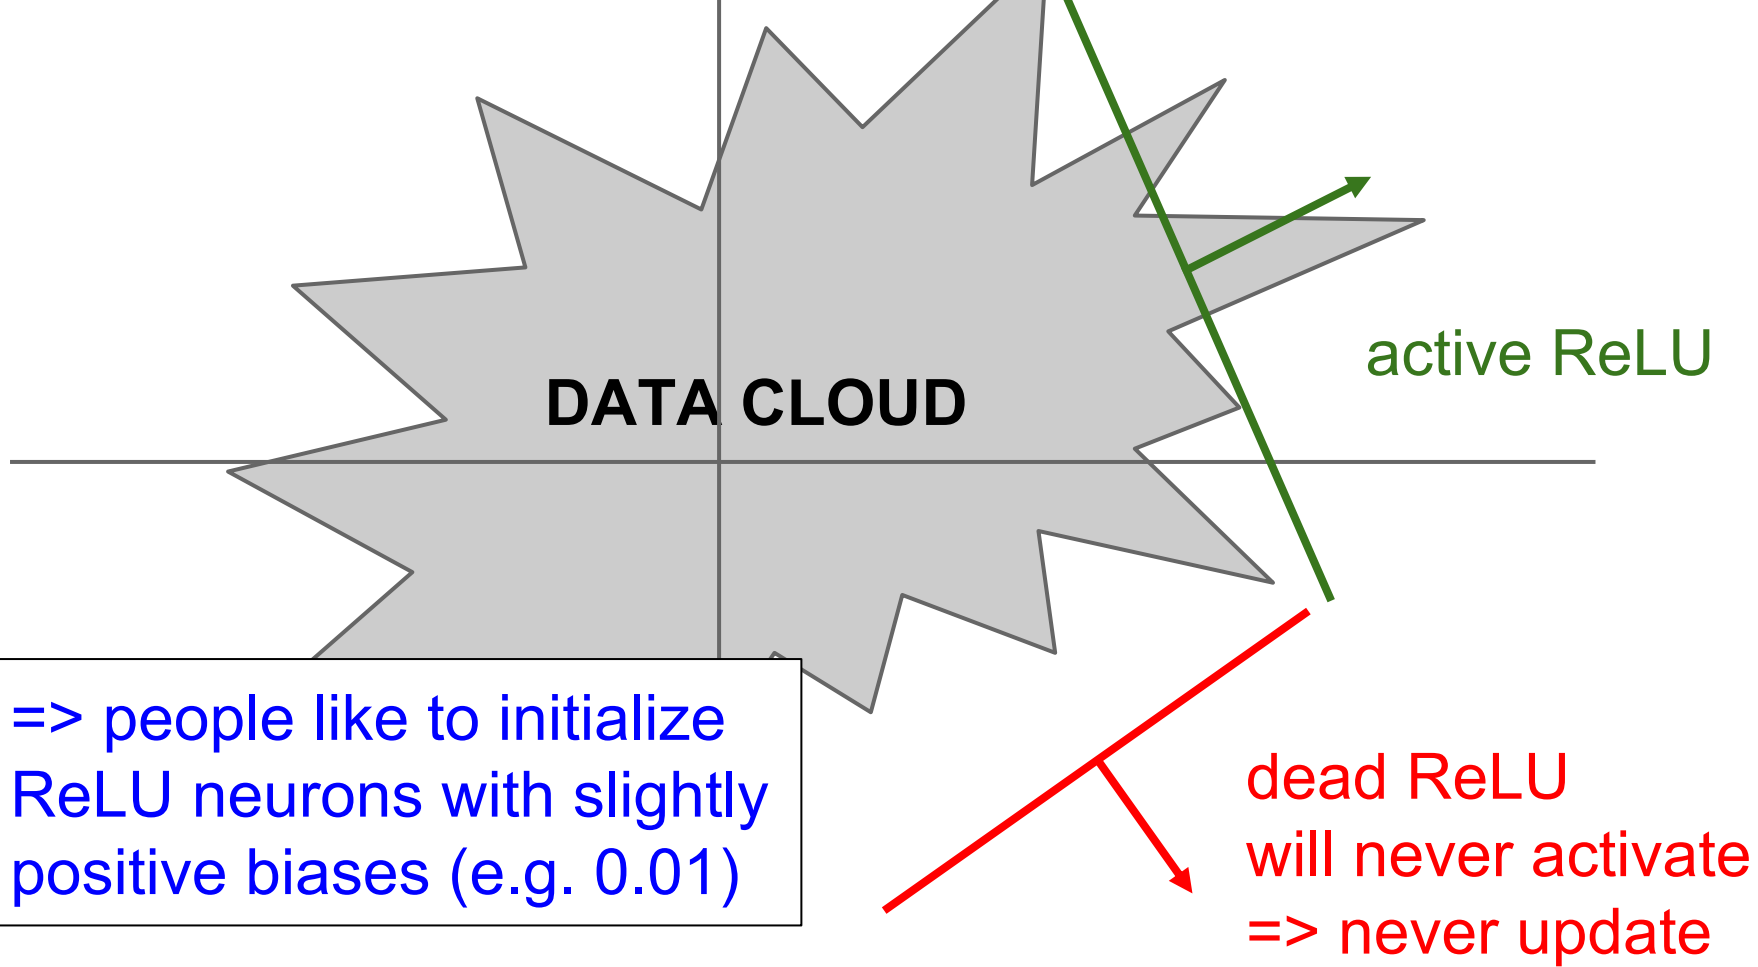 active ReLU
DATA CLOUD
=> people like to initialize
ReLU neurons with slightly
positive biases (e.g. 0.01)
dead ReLU
will never activate
=> never update